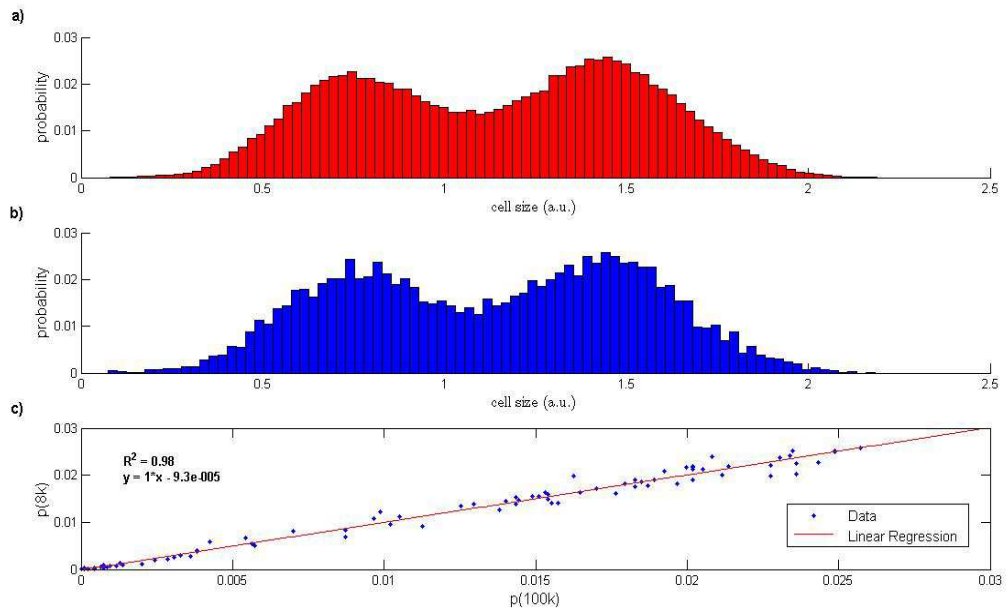 a)
0.03
0.02
0.01
0
probability
0
0.5
1
1.5
2
2.5
cell size (a.u.)
b)
0.03
0.02
0.01
0
probability
0
0.5
1
1.5
2
2.5
cell size (a.u.)
c)
0.03
0.02
0.01
0
p(8k)
R² = 0.98
y = 1*x - 9.3e-005
Data
Linear Regression
0
0.005
0.01
0.015
0.02
0.025
0.03
p(100k)